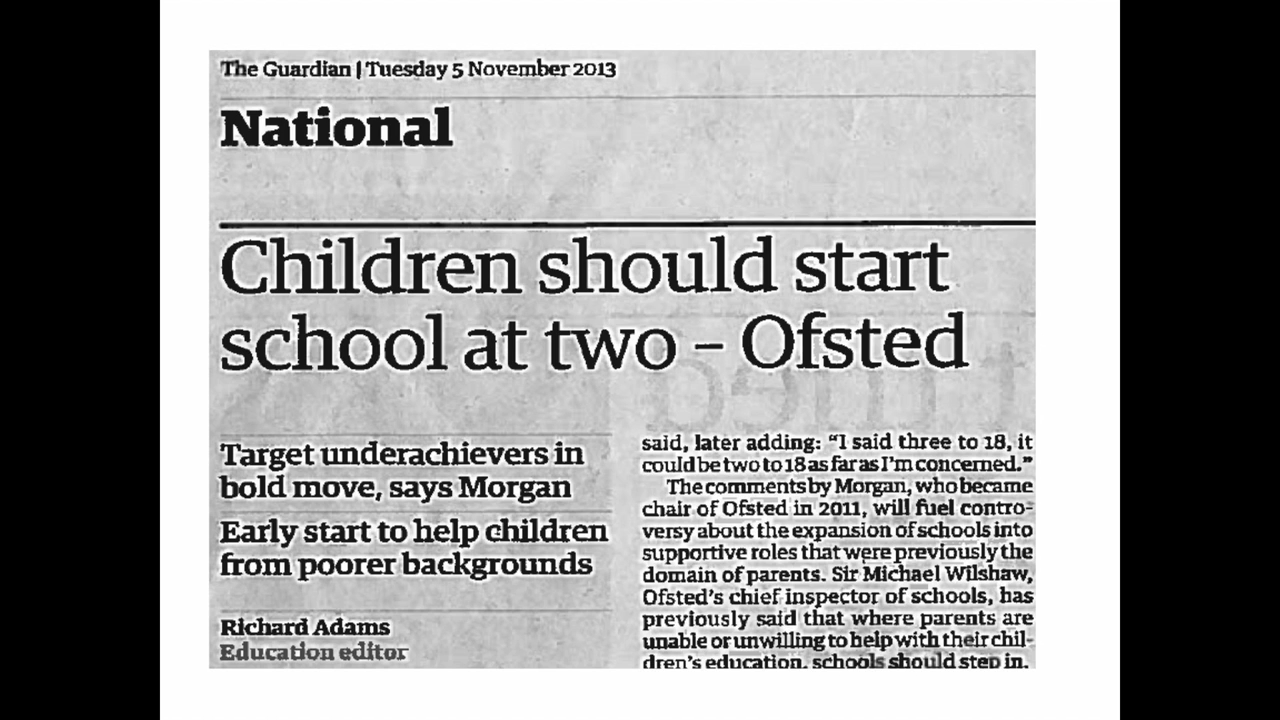 The Guardian | Tuesday 5 November 2013
National
Children should start
school at two – Ofsted
Target underachievers in
bold move, says Morgan
Early start to help children
from poorer backgrounds
Richard Adams
Education editor
said, later adding: “I said three to 18, it
could be two to 18 as far as I’m concerned.”
The comments by Morgan, who became
chair of Ofsted in 2011, will fuel contro-
versy about the expansion of schools into
supportive roles that were previously the
domain of parents. Sir Michael Wilshaw,
Ofsted’s chief inspector of schools, has
previously said that where parents are
unable or unwilling to help with their chil-
dren’s education, schools should step in.